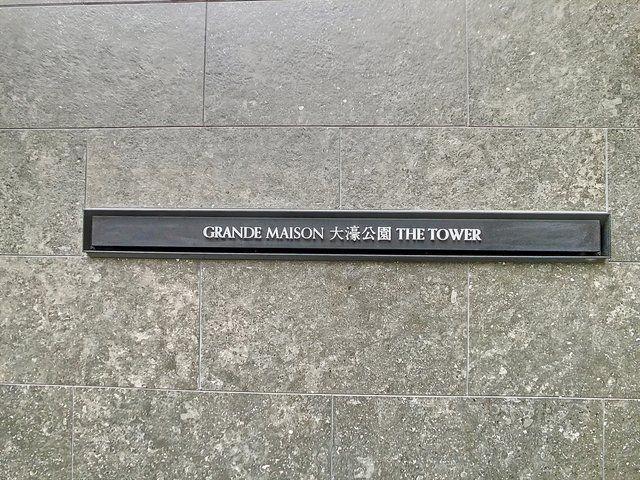 GRANDE MAISON 大濠公園 THE TOWER